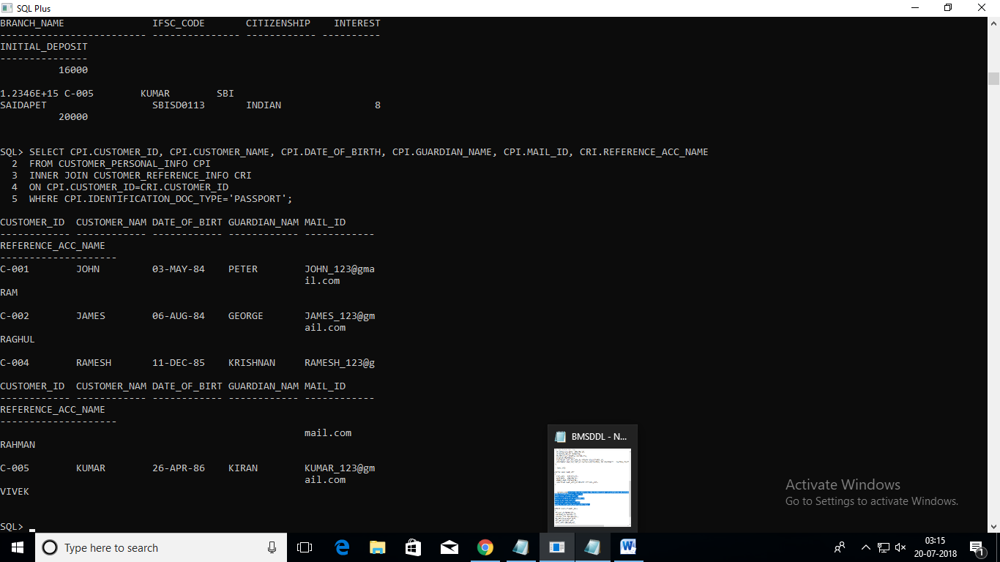 SQL Plus
BRANCH_NAME IFSC_CODE CITIZENSHIP INTEREST
------------------------- --------------- ------------ ----------
INITIAL_DEPOSIT
---------------
16000
1.2346E+15 C-005 KUMAR SBI
SAIDAPET SBISD0113 INDIAN 8
20000
SQL> SELECT CPI.CUSTOMER_ID, CPI.CUSTOMER_NAME, CPI.DATE_OF_BIRTH, CPI.GUARDIAN_NAME, CPI.MAIL_ID, CRI.REFERENCE_ACC_NAME
2 FROM CUSTOMER_PERSONAL_INFO CPI
3 INNER JOIN CUSTOMER_REFERENCE_INFO CRI
4 ON CPI.CUSTOMER_ID=CRI.CUSTOMER_ID
5 WHERE CPI.IDENTIFICATION_DOC_TYPE='PASSPORT';
CUSTOMER_ID CUSTOMER_NAM DATE_OF_BIRT GUARDIAN_NAM MAIL_ID
------------ ------------ ------------ ------------ ------------
REFERENCE_ACC_NAME
--------------------
C-001 JOHN 03-MAY-84 PETER JOHN_123@gma
il.com
RAM
C-002 JAMES 06-AUG-84 GEORGE JAMES_123@gm
ail.com
RAGHUL
C-004 RAMESH 11-DEC-85 KRISHNAN RAMESH_123@g
CUSTOMER_ID CUSTOMER_NAM DATE_OF_BIRT GUARDIAN_NAM MAIL_ID
------------ ------------ ------------ ------------ ------------
REFERENCE_ACC_NAME
--------------------
mail.com
RAHMAN
C-005 KUMAR 26-APR-86 KIRAN KUMAR_123@gm
ail.com
VIVEK
SQL>
BMSDDL - N...
Activate Windows
Go to Settings to activate Windows.
Type here to search
03:15
20-07-2018
1